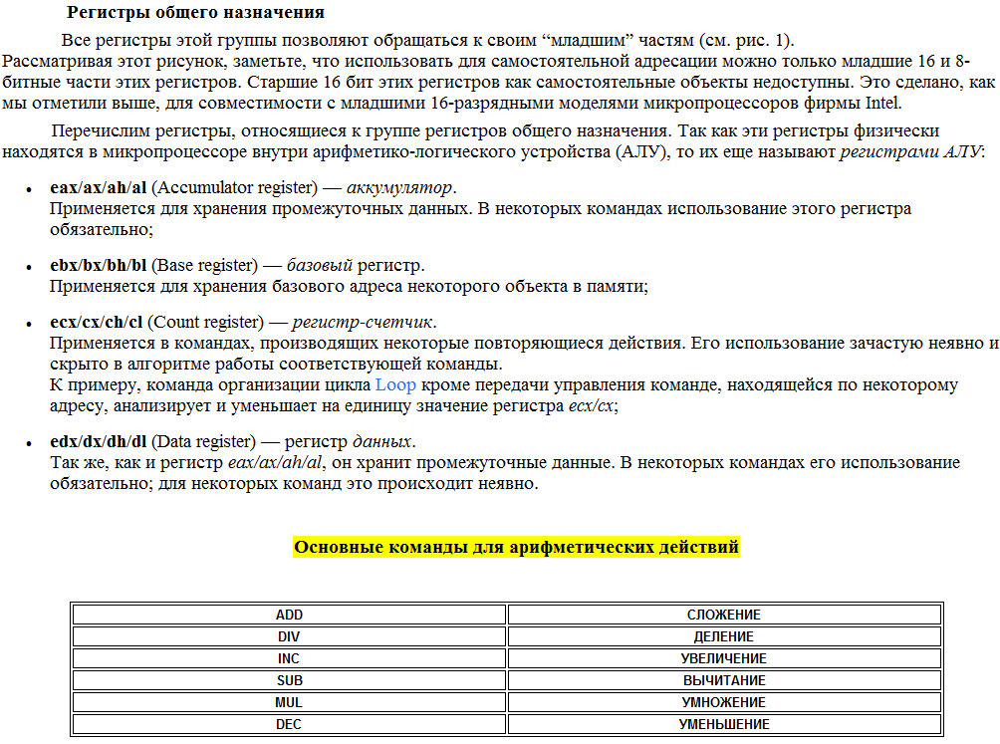 Регистры общего назначения
Все регистры этой группы позволяют обращаться к своим “младшим” частям (см. рис. 1).
Рассматривая этот рисунок, заметьте, что использовать для самостоятельной адресации можно только младшие 16 и 8-
битные части этих регистров. Старшие 16 бит этих регистров как самостоятельные объекты недоступны. Это сделано, как
мы отметили выше, для совместимости с младшими 16-разрядными моделями микропроцессоров фирмы Intel.
Перечислим регистры, относящиеся к группе регистров общего назначения. Так как эти регистры физически
находятся в микропроцессоре внутри арифметико-логического устройства (АЛУ), то их еще называют регистрами АЛУ:
• eax/ax/ah/al (Accumulator register) — аккумулятор.
Применяется для хранения промежуточных данных. В некоторых командах использование этого регистра
обязательно;
• ebx/bx/bh/bl (Base register) — базовый регистр.
Применяется для хранения базового адреса некоторого объекта в памяти;
• ecx/cx/ch/cl (Count register) — регистр-счетчик.
Применяется в командах, производящих некоторые повторяющиеся действия. Его использование зачастую неявно и
скрыто в алгоритме работы соответствующей команды.
К примеру, команда организации цикла Loop кроме передачи управления команде, находящейся по некоторому
адресу, анализирует и уменьшает на единицу значение регистра ecx/cx;
• edx/dx/dh/dl (Data register) — регистр данных.
Так же, как и регистр eax/ax/ah/al, он хранит промежуточные данные. В некоторых командах его использование
обязательно; для некоторых команд это происходит неявно.
Основные команды для арифметических действий
ADD СЛОЖЕНИЕ
DIV ДЕЛЕНИЕ
INC УВЕЛИЧЕНИЕ
SUB ВЫЧИТАНИЕ
MUL УМНОЖЕНИЕ
DEC УМЕНЬШЕНИЕ